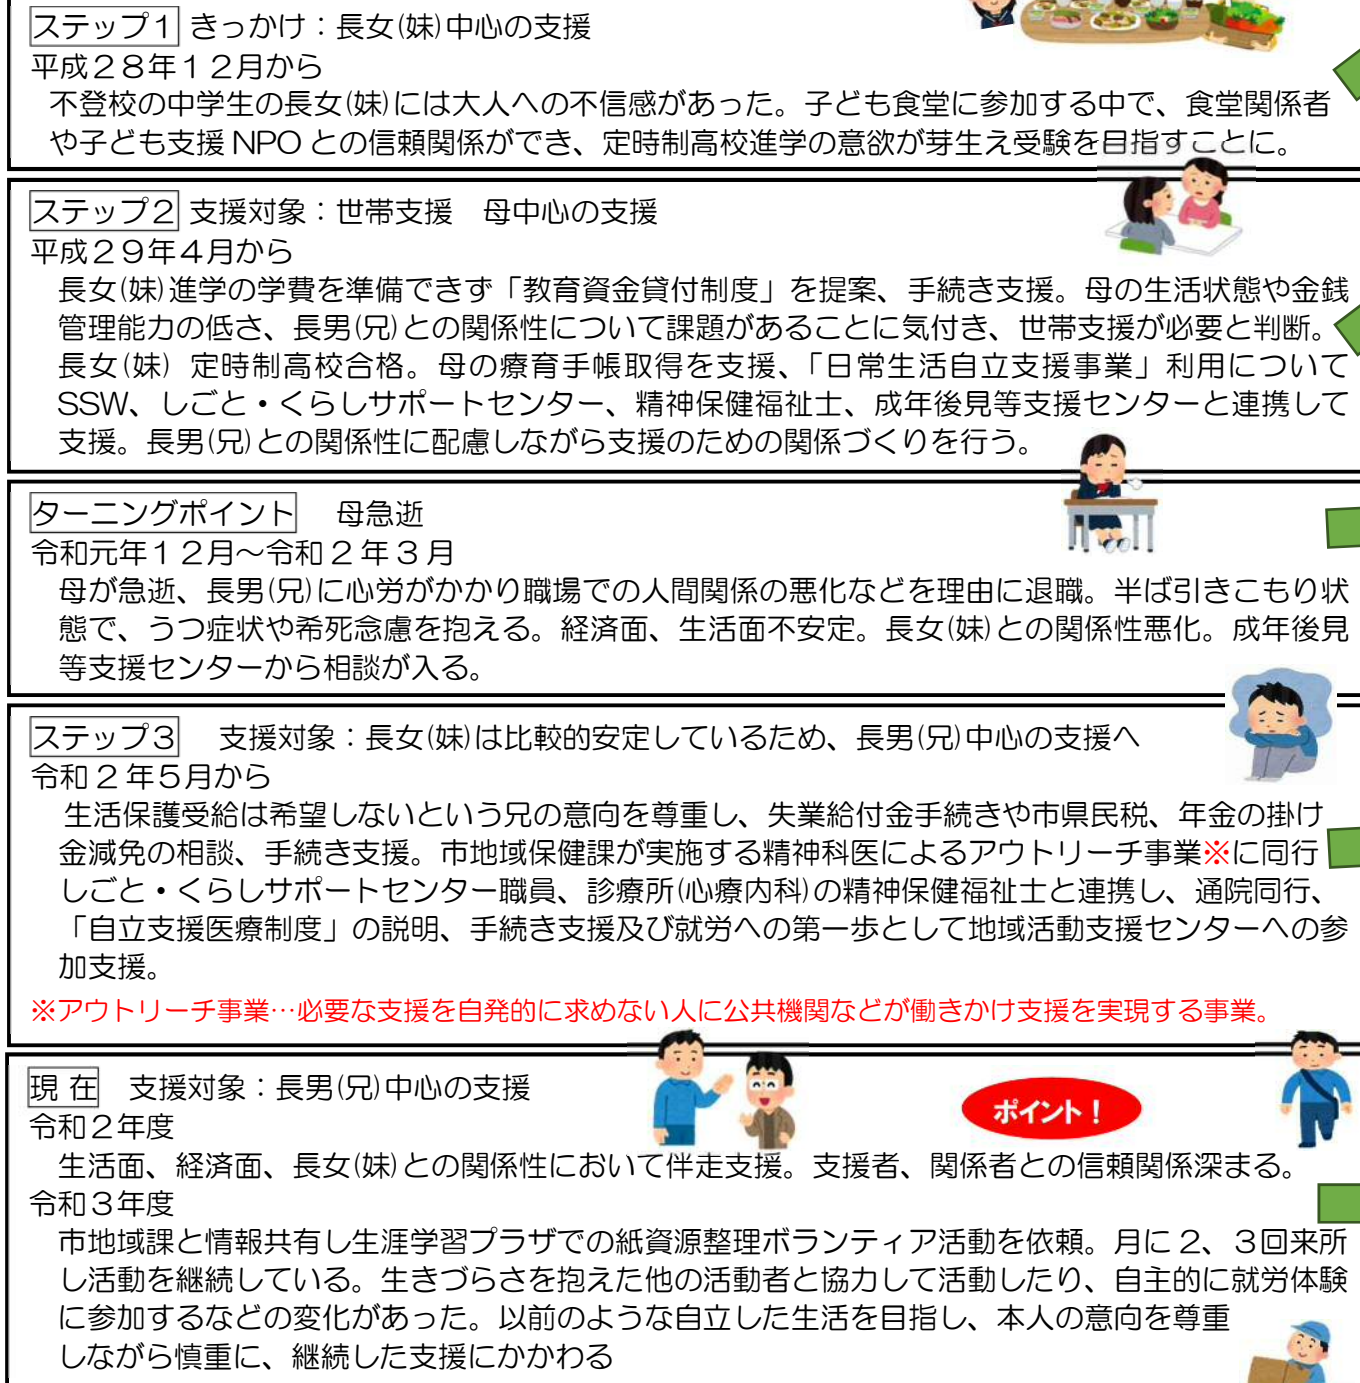 ステップ1 きっかけ：長女(妹)中心の支援
平成２８年１２月から
不登校の中学生の長女(妹)には大人への不信感があった。子ども食堂に参加する中で、食堂関係者
や子ども支援 NPO との信頼関係ができ、定時制高校進学の意欲が芽生え受験を目指すことに。
ステップ2 支援対象：世帯支援　母中心の支援
平成２９年４月から
長女(妹)進学の学費を準備できず「教育資金貸付制度」を提案、手続き支援。母の生活状態や金銭
管理能力の低さ、長男(兄)との関係性について課題があることに気付き、世帯支援が必要と判断。
長女(妹) 定時制高校合格。母の療育手帳取得を支援、「日常生活自立支援事業」利用について
SSW、しごと・くらしサポートセンター、精神保健福祉士、成年後見等支援センターと連携して
支援。長男(兄)との関係性に配慮しながら支援のための関係づくりを行う。
ターニングポイント　母急逝
令和元年１２月～令和２年３月
母が急逝、長男(兄)に心労がかかり職場での人間関係の悪化などを理由に退職。半ば引きこもり状
態で、うつ症状や希死念慮を抱える。経済面、生活面不安定。長女(妹)との関係性悪化。成年後見
等支援センターから相談が入る。
ステップ3　支援対象：長女(妹)は比較的安定しているため、長男(兄)中心の支援へ
令和２年５月から
生活保護受給は希望しないという兄の意向を尊重し、失業給付金手続きや市県民税、年金の掛け
金減免の相談、手続き支援。市地域保健課が実施する精神科医によるアウトリーチ事業※に同行
しごと・くらしサポートセンター職員、診療所(心療内科)の精神保健福祉士と連携し、通院同行、
「自立支援医療制度」の説明、手続き支援及び就労への第一歩として地域活動支援センターへの参
加支援。
※アウトリーチ事業…必要な支援を自発的に求めない人に公共機関などが働きかけ支援を実現する事業。
現 在　支援対象：長男(兄)中心の支援
ポイント！
令和２年度
生活面、経済面、長女(妹)との関係性において伴走支援。支援者、関係者との信頼関係深まる。
令和３年度
市地域課と情報共有し生涯学習プラザでの紙資源整理ボランティア活動を依頼。月に２、３回来所
し活動を継続している。生きづらさを抱えた他の活動者と協力して活動したり、自主的に就労体験
に参加するなどの変化があった。以前のような自立した生活を目指し、本人の意向を尊重
しながら慎重に、継続した支援にかかわる